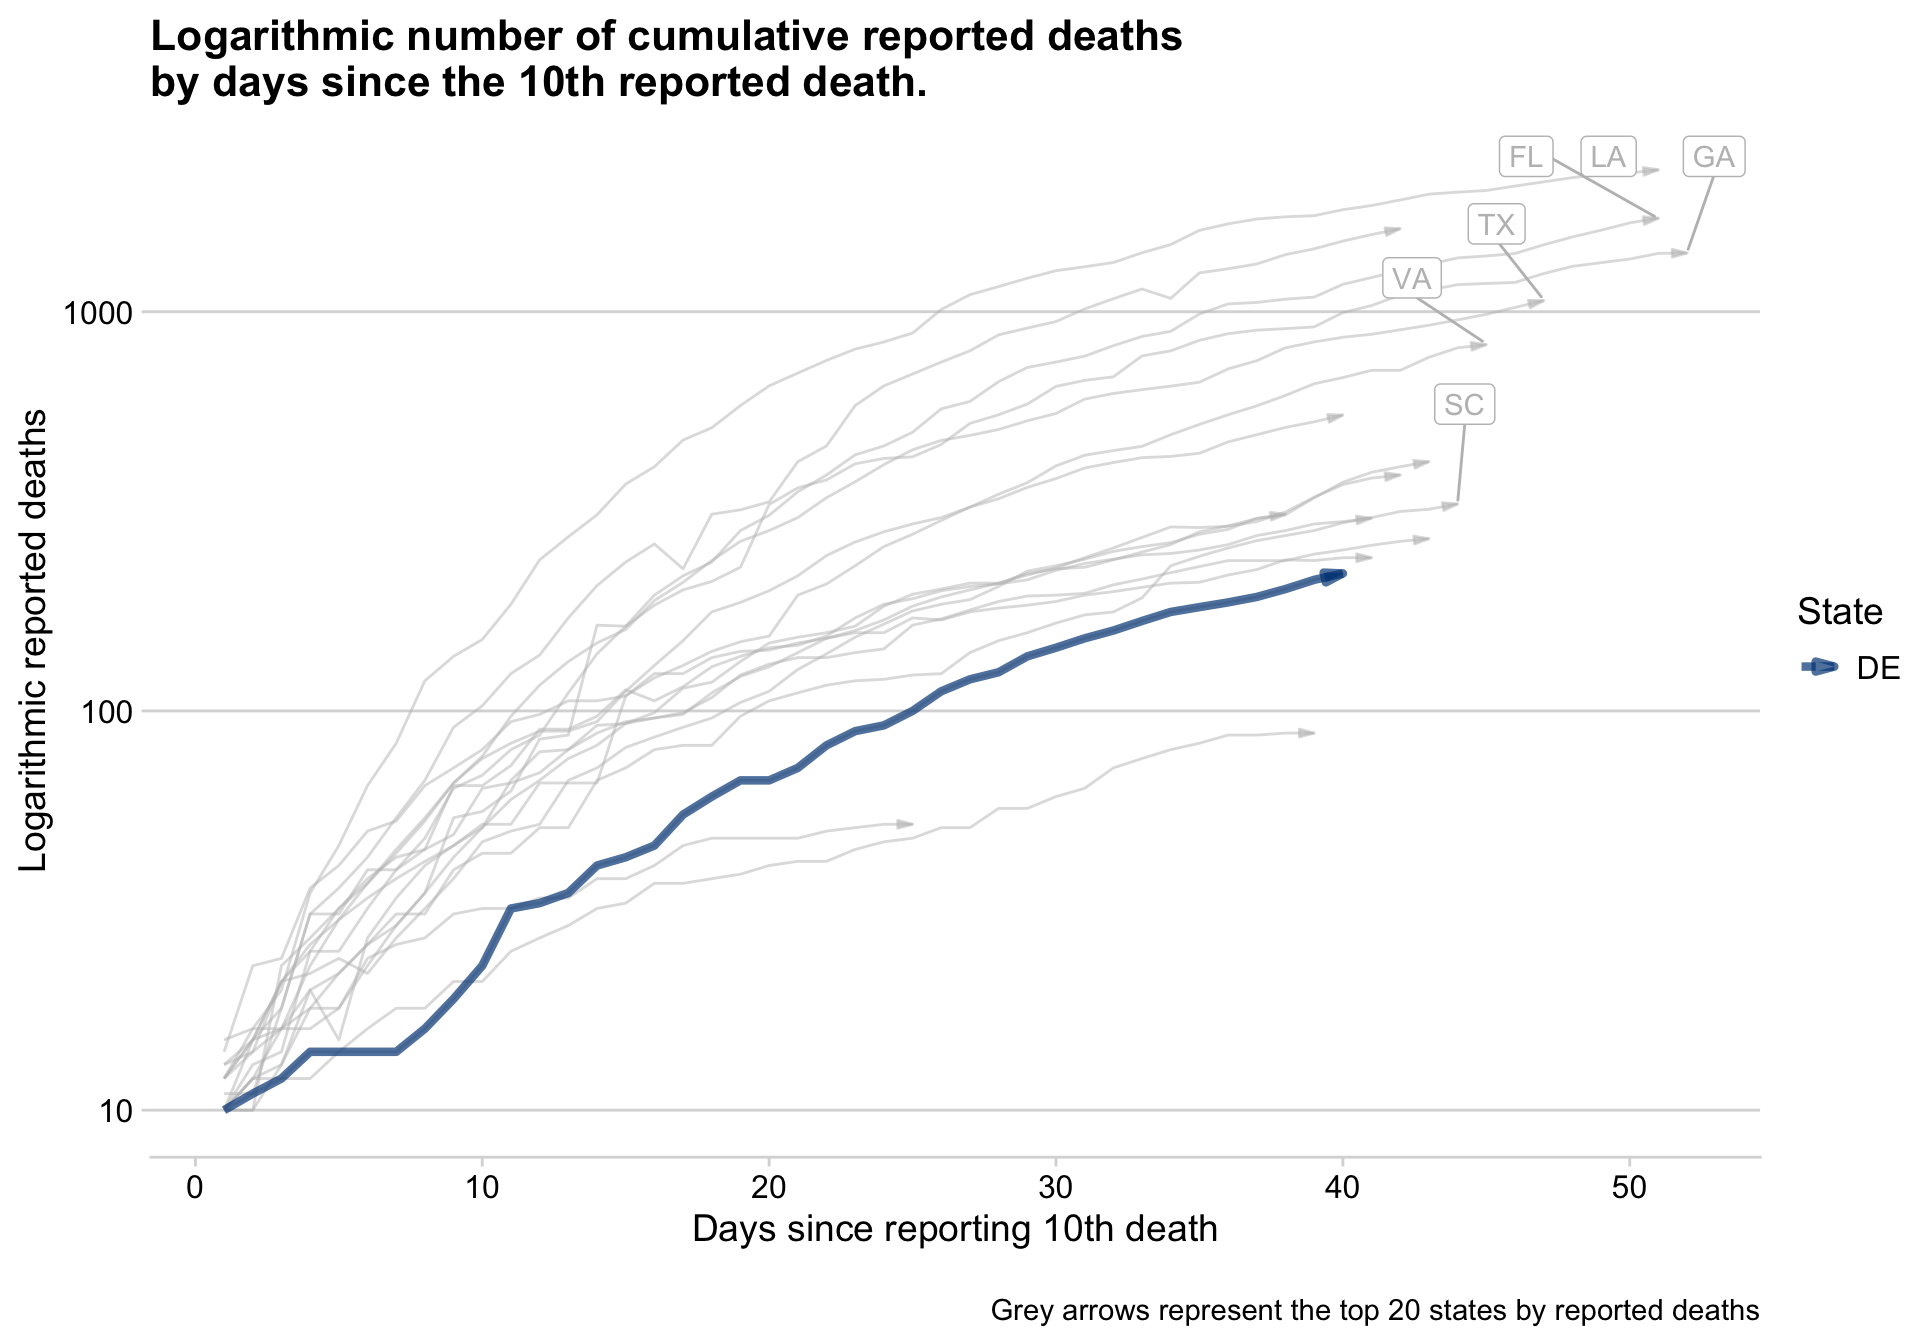 Logarithmic number of cumulative reported deaths
by days since the 10th reported death.
FL
LA
GA
TX
VA
SC
1000
100
10
Logarithmic reported deaths
State
DE
0
10
20
30
40
50
Days since reporting 10th death
Grey arrows represent the top 20 states by reported deaths